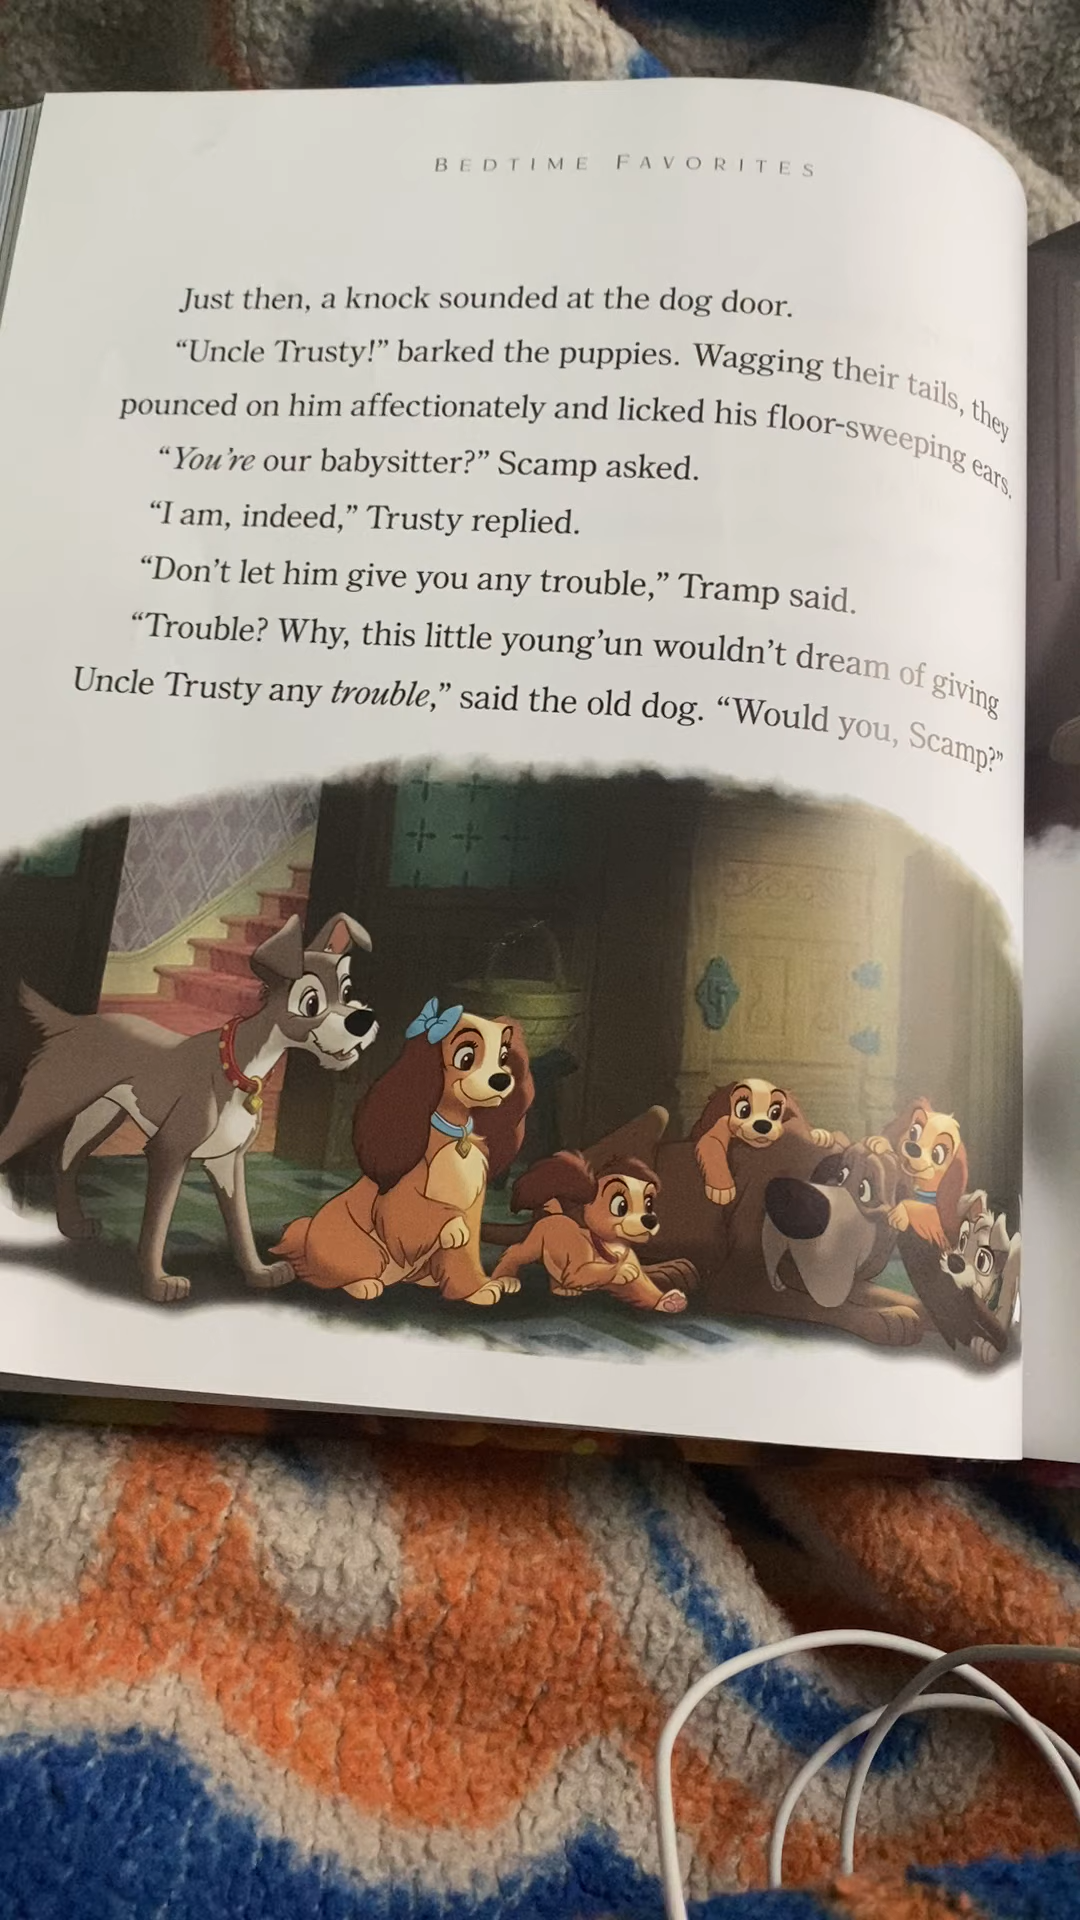 BEDTIME FAVORITES
Just then, a knock sounded at the dog door.
“Uncle Trusty!” barked the puppies. Wagging their tails, they
pounced on him affectionately and licked his floor-sweeping ears.
“You’re our babysitter?” Scamp asked.
“I am, indeed,” Trusty replied.
“Don’t let him give you any trouble,” Tramp said.
“Trouble? Why, this little young’un wouldn’t dream of giving
Uncle Trusty any trouble,” said the old dog. “Would you, Scamp?”